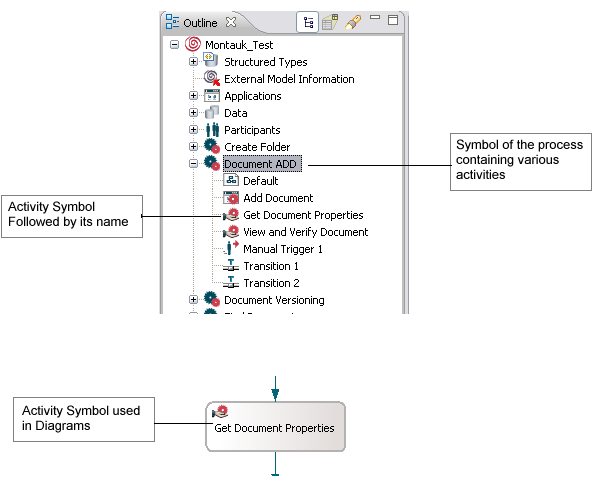 Outline
Montauk_Test
Structured Types
External Model Information
Applications
Data
Participants
Create Folder
Document ADD
Default
Add Document
Get Document Properties
View and Verify Document
Manual Trigger 1
Transition 1
Transition 2
Document Versioning
Symbol of the process
containing various
activities
Activity Symbol
Followed by its name
Activity Symbol used
in Diagrams
Get Document Properties